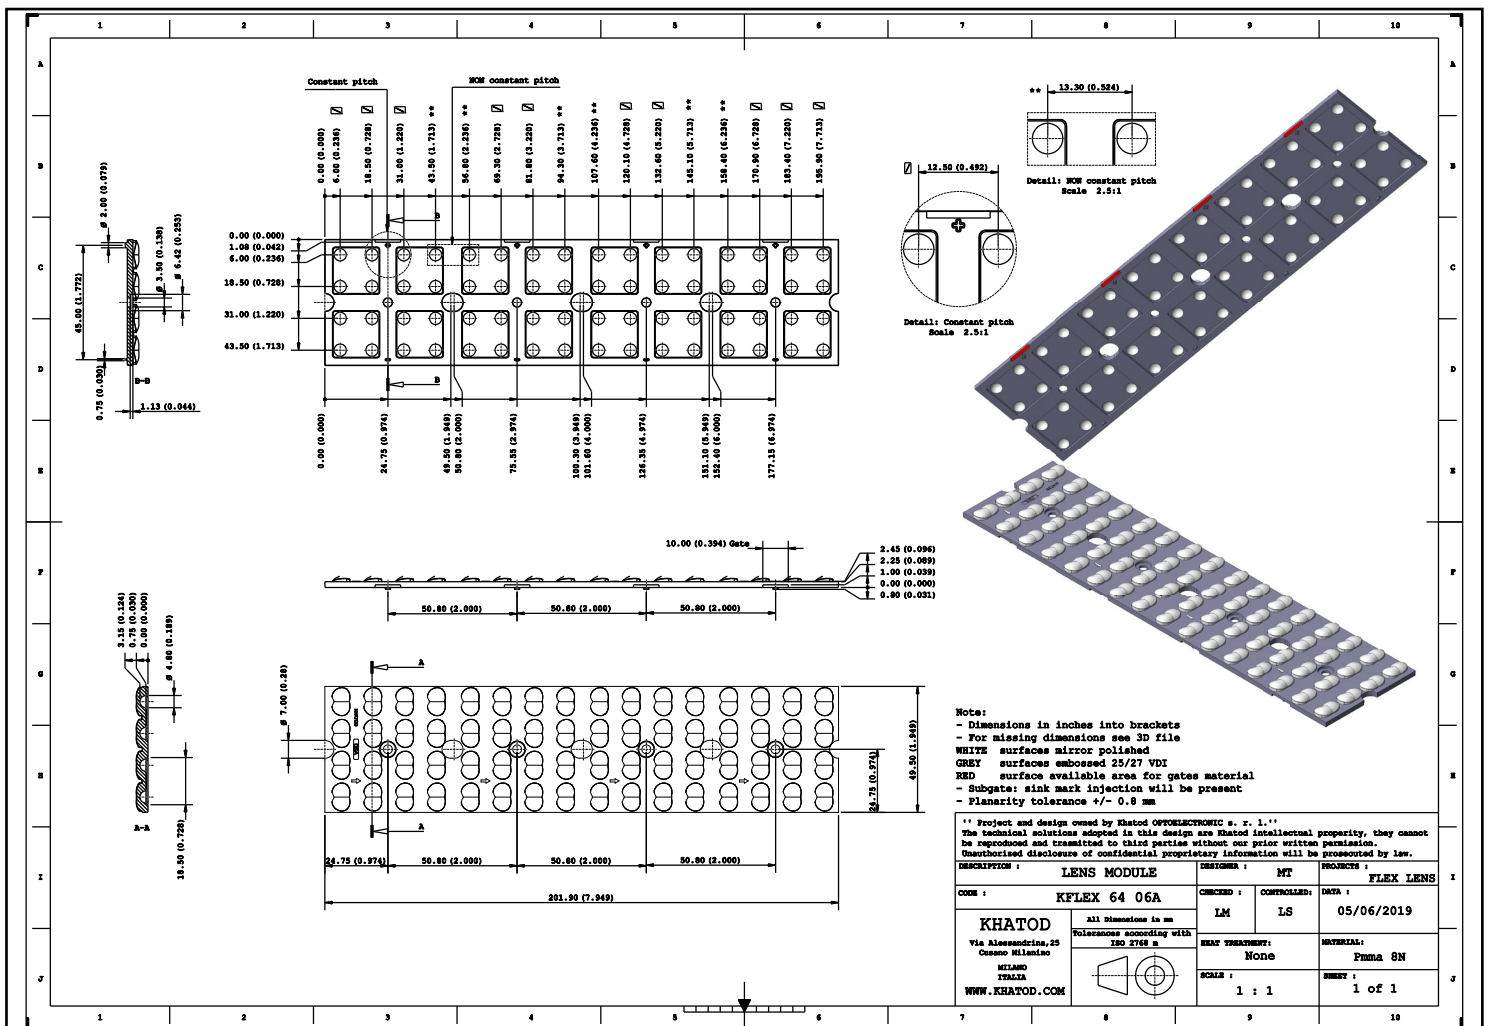 1 2 3 4 5 6 7 8 9 10
A A
B B
C C
D D
E E
F F
G G
H H
I I
J J
Constant pitch
NON constant pitch
0.00 (0.000)
6.00 (0.236)
18.50 (0.728)
31.00 (1.220)
43.50 (1.713) **
56.80 (2.236) **
69.30 (2.728)
81.80 (3.220)
94.30 (3.713) **
107.60 (4.236) **
120.10 (4.728)
132.60 (5.220)
145.10 (5.713) **
158.40 (6.236) **
170.90 (6.728)
183.40 (7.220)
195.90 (7.713)
B
0.00 (0.000)
1.08 (0.042)
6.00 (0.236)
18.50 (0.728)
31.00 (1.220)
43.50 (1.713)
B
0.00 (0.000)
24.75 (0.974)
49.50 (1.949)
50.80 (2.000)
75.55 (2.974)
100.30 (3.949)
101.60 (4.000)
126.35 (4.974)
151.10 (5.949)
152.40 (6.000)
177.15 (6.974)
Ø 2.00 (0.079)
Ø 3.50 (0.138)
Ø 6.42 (0.253)
45.00 (1.772)
0.75 (0.030)
B-B
1.13 (0.044)
** 13.30 (0.524)
Detail: NON constant pitch
Scale 2.5:1
12.50 (0.492)
Detail: Constant pitch
Scale 2.5:1
10.00 (0.394) Gate
2.45 (0.096)
2.25 (0.089)
1.00 (0.039)
0.00 (0.000)
0.80 (0.031)
50.80 (2.000) 50.80 (2.000) 50.80 (2.000)
3.15 (0.124)
0.75 (0.030)
0.00 (0.000)
Ø 4.80 (0.189)
A-A
18.50 (0.728)
A
Ø 7.00 (0.28)
49.50 (1.949)
24.75 (0.974)
A
24.75 (0.974) 50.80 (2.000) 50.80 (2.000) 50.80 (2.000)
201.90 (7.949)
Note:
- Dimensions in inches into brackets
- For missing dimensions see 3D file
WHITE surfaces mirror polished
GREY surfaces embossed 25/27 VDI
RED surface available area for gates material
- Subgate: sink mark injection will be present
- Planarity tolerance +/- 0.8 mm
'' Project and design owned by Khatod OPTOELECTRONIC s. r. l.''
The technical solutions adopted in this design are Khatod intellectual properity, they cannot
be reproduced and trasmitted to third parties without our prior written permission.
Unauthorised disclosure of confidential proprietary information will be prosecuted by law.
DESCRIPTION : LENS MODULE
DESIGNER : MT
PROJECTS : FLEX LENS
CODE : KFLEX 64 06A
CHECKED : LM
CONTROLLED: LS
DATA : 05/06/2019
KHATOD
Via Alessandrina,25
Cusano Milanino
MILANO
ITALIA
WWW.KHATOD.COM
All Dimensions in mm
Tolerances according with
ISO 2768 m
HEAT TREATMENT: None
MATERIAL: Pmma 8N
SCALE : 1 : 1
SHEET : 1 of 1
1 2 3 4 5 6 7 8 9 10